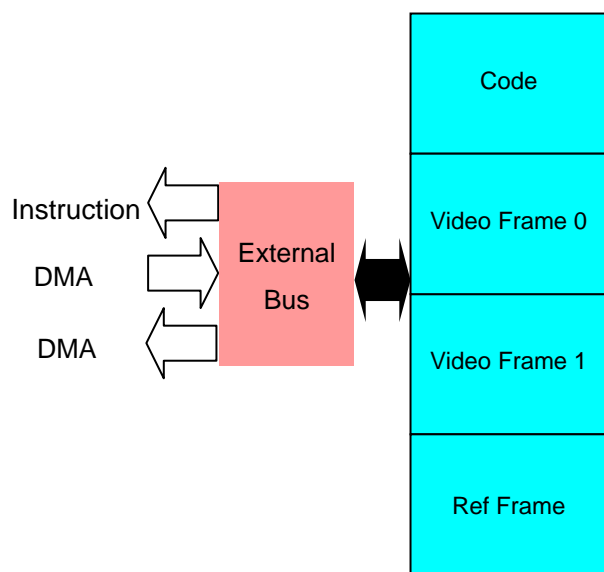 Code
Instruction
Video Frame 0
External
Bus
DMA
DMA
Video Frame 1
Ref Frame